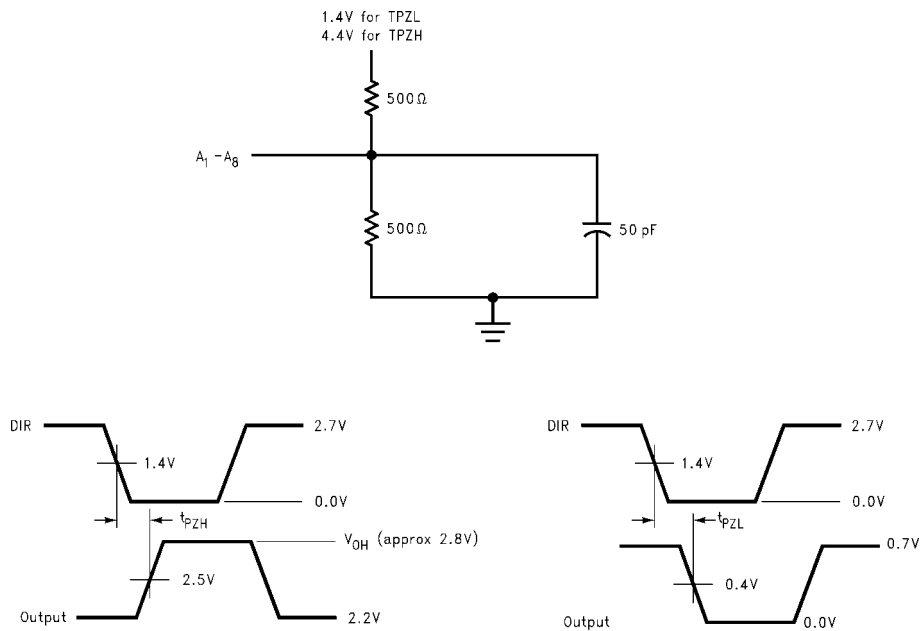 1.4V for TPZL
4.4V for TPZH
500Ω
A1 –A8
500Ω
50 pF
DIR
2.7V
1.4V
0.0V
tPZH
VOH (approx 2.8V)
2.5V
Output
2.2V
DIR
2.7V
1.4V
0.0V
tPZL
0.7V
0.4V
Output
0.0V